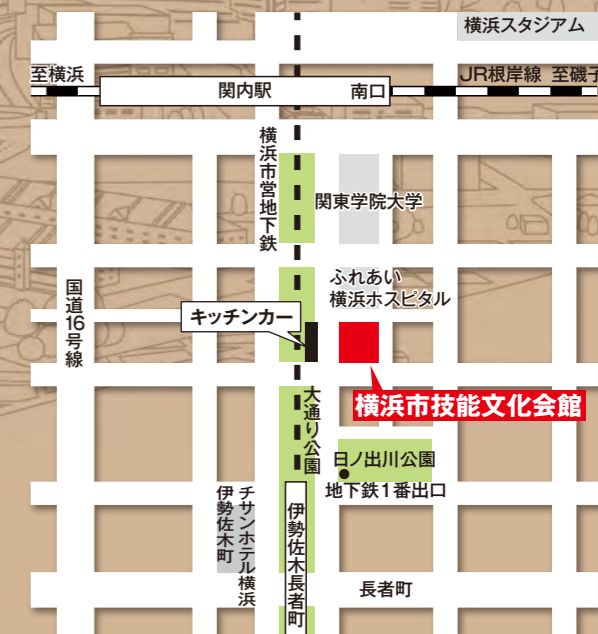 横浜スタジアム
至横浜
JR根岸線 至磯子
関内駅 南口
横浜市営地下鉄
関東学院大学
ふれあい
横浜ホスピタル
国道16号線
キッチンカー
大通り公園
横浜市技能文化会館
日ノ出川公園
地下鉄1番出口
チサンホテル横浜
伊勢佐木町
伊勢佐木長者町
長者町